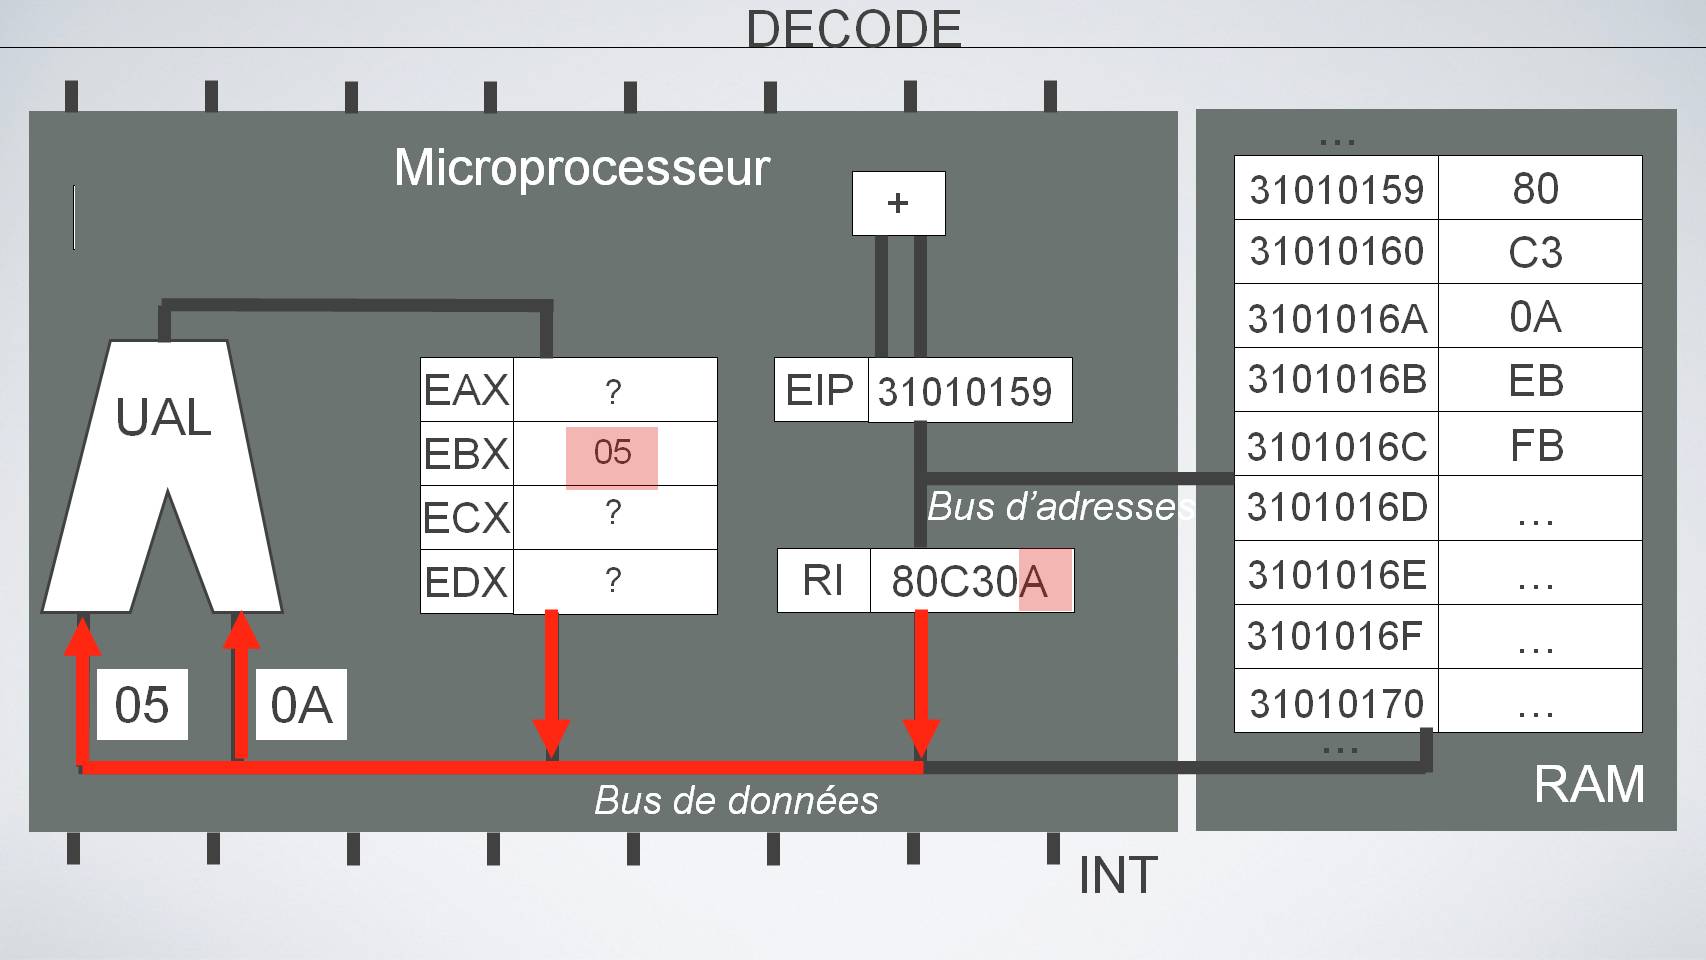 DECODE
Microprocesseur
+
UAL
EAX ?
EBX 05
ECX ?
EDX ?
EIP 31010159
Bus d'adresses
RI 80C30A
05
0A
Bus de données
INT
...
31010159 80
31010160 C3
3101016A 0A
3101016B EB
3101016C FB
3101016D ...
3101016E ...
3101016F ...
31010170 ...
...
RAM